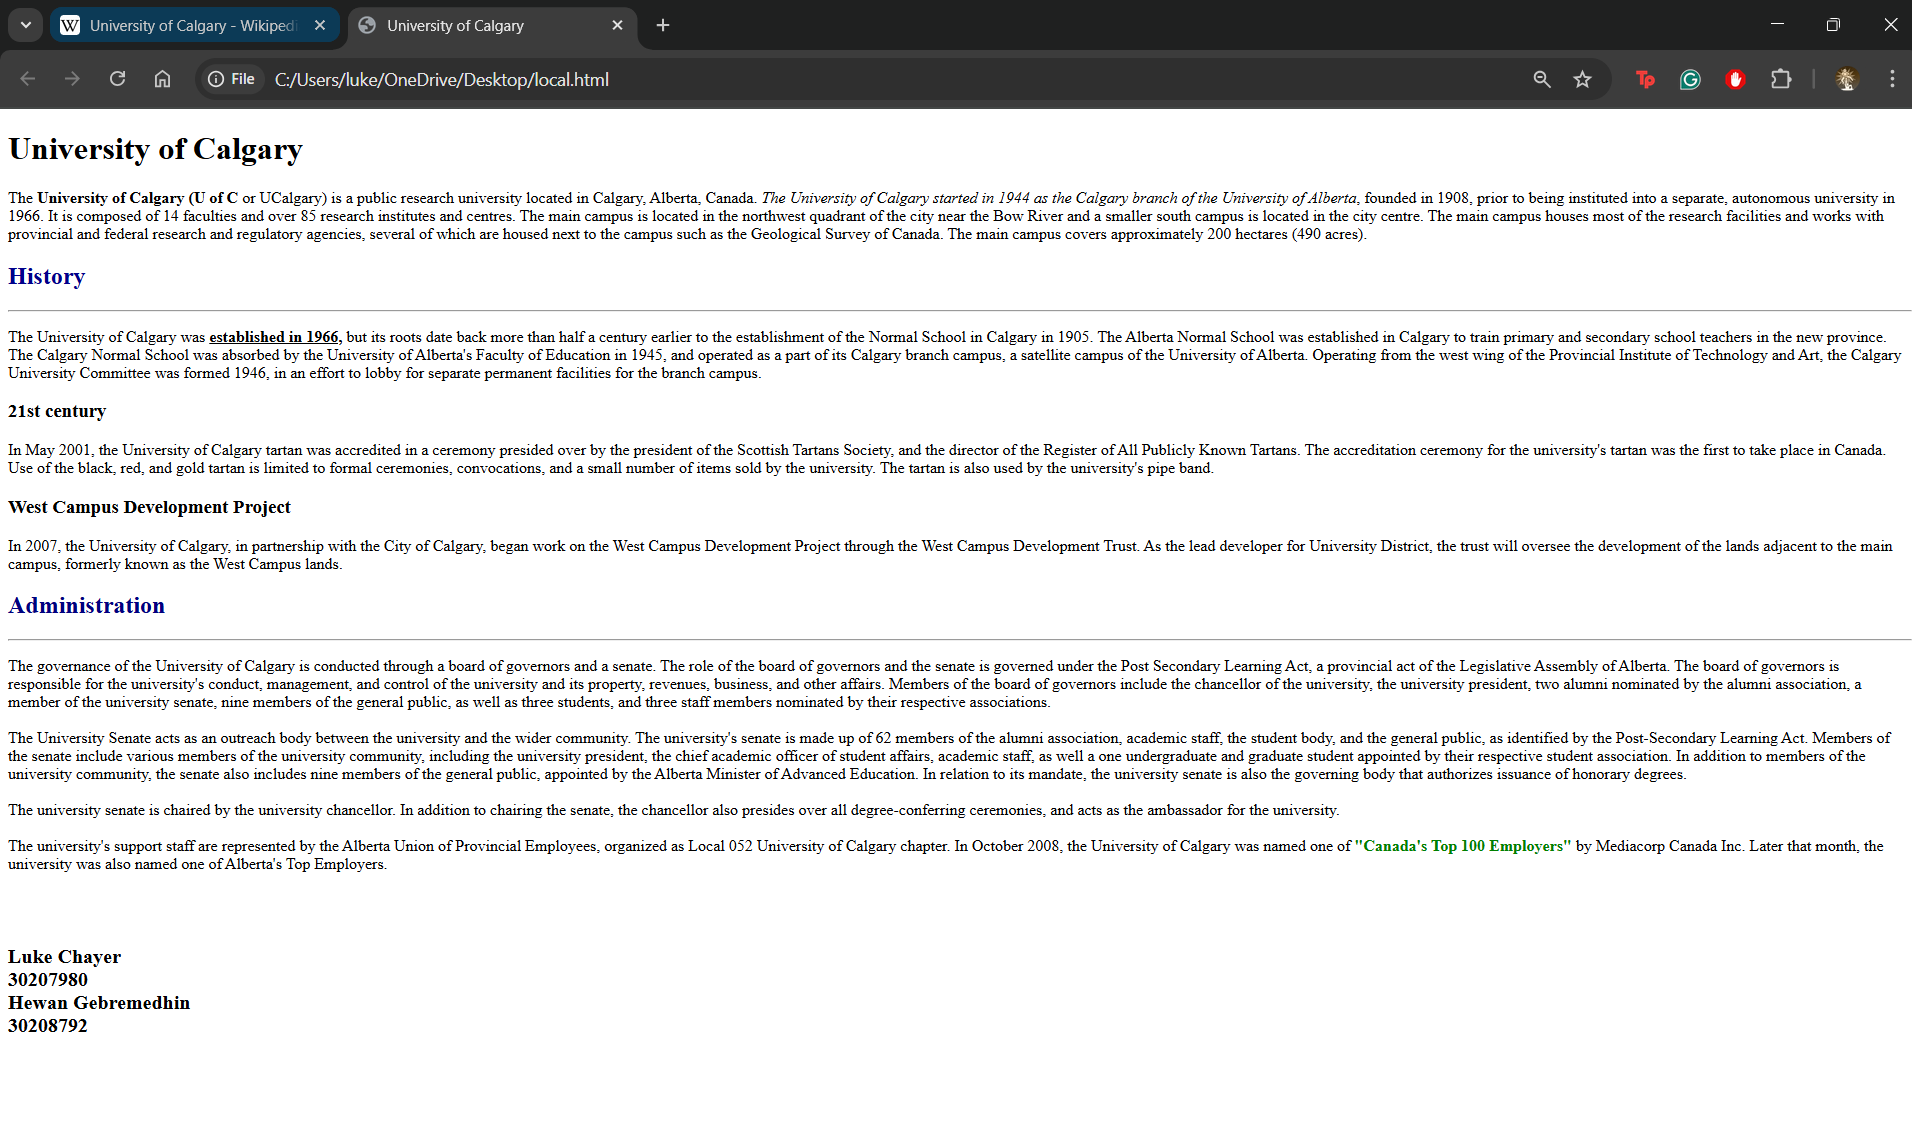 University of Calgary - Wikipedi
University of Calgary
File
C:/Users/luke/OneDrive/Desktop/local.html
University of Calgary
The University of Calgary (U of C or UCalgary) is a public research university located in Calgary, Alberta, Canada. The University of Calgary started in 1944 as the Calgary branch of the University of Alberta, founded in 1908, prior to being instituted into a separate, autonomous university in
1966. It is composed of 14 faculties and over 85 research institutes and centres. The main campus is located in the northwest quadrant of the city near the Bow River and a smaller south campus is located in the city centre. The main campus houses most of the research facilities and works with
provincial and federal research and regulatory agencies, several of which are housed next to the campus such as the Geological Survey of Canada. The main campus covers approximately 200 hectares (490 acres).
History
The University of Calgary was established in 1966, but its roots date back more than half a century earlier to the establishment of the Normal School in Calgary in 1905. The Alberta Normal School was established in Calgary to train primary and secondary school teachers in the new province.
The Calgary Normal School was absorbed by the University of Alberta's Faculty of Education in 1945, and operated as a part of its Calgary branch campus, a satellite campus of the University of Alberta. Operating from the west wing of the Provincial Institute of Technology and Art, the Calgary
University Committee was formed 1946, in an effort to lobby for separate permanent facilities for the branch campus.
21st century
In May 2001, the University of Calgary tartan was accredited in a ceremony presided over by the president of the Scottish Tartans Society, and the director of the Register of All Publicly Known Tartans. The accreditation ceremony for the university's tartan was the first to take place in Canada.
Use of the black, red, and gold tartan is limited to formal ceremonies, convocations, and a small number of items sold by the university. The tartan is also used by the university's pipe band.
West Campus Development Project
In 2007, the University of Calgary, in partnership with the City of Calgary, began work on the West Campus Development Project through the West Campus Development Trust. As the lead developer for University District, the trust will oversee the development of the lands adjacent to the main
campus, formerly known as the West Campus lands.
Administration
The governance of the University of Calgary is conducted through a board of governors and a senate. The role of the board of governors and the senate is governed under the Post Secondary Learning Act, a provincial act of the Legislative Assembly of Alberta. The board of governors is
responsible for the university's conduct, management, and control of the university and its property, revenues, business, and other affairs. Members of the board of governors include the chancellor of the university, the university president, two alumni nominated by the alumni association, a
member of the university senate, nine members of the general public, as well as three students, and three staff members nominated by their respective associations.
The University Senate acts as an outreach body between the university and the wider community. The university's senate is made up of 62 members of the alumni association, academic staff, the student body, and the general public, as identified by the Post-Secondary Learning Act. Members of
the senate include various members of the university community, including the university president, the chief academic officer of student affairs, academic staff, as well a one undergraduate and graduate student appointed by their respective student association. In addition to members of the
university community, the senate also includes nine members of the general public, appointed by the Alberta Minister of Advanced Education. In relation to its mandate, the university senate is also the governing body that authorizes issuance of honorary degrees.
The university senate is chaired by the university chancellor. In addition to chairing the senate, the chancellor also presides over all degree-conferring ceremonies, and acts as the ambassador for the university.
The university's support staff are represented by the Alberta Union of Provincial Employees, organized as Local 052 University of Calgary chapter. In October 2008, the University of Calgary was named one of "Canada's Top 100 Employers" by Mediacorp Canada Inc. Later that month, the
university was also named one of Alberta's Top Employers.
Luke Chayer
30207980
Hewan Gebremedhin
30208792